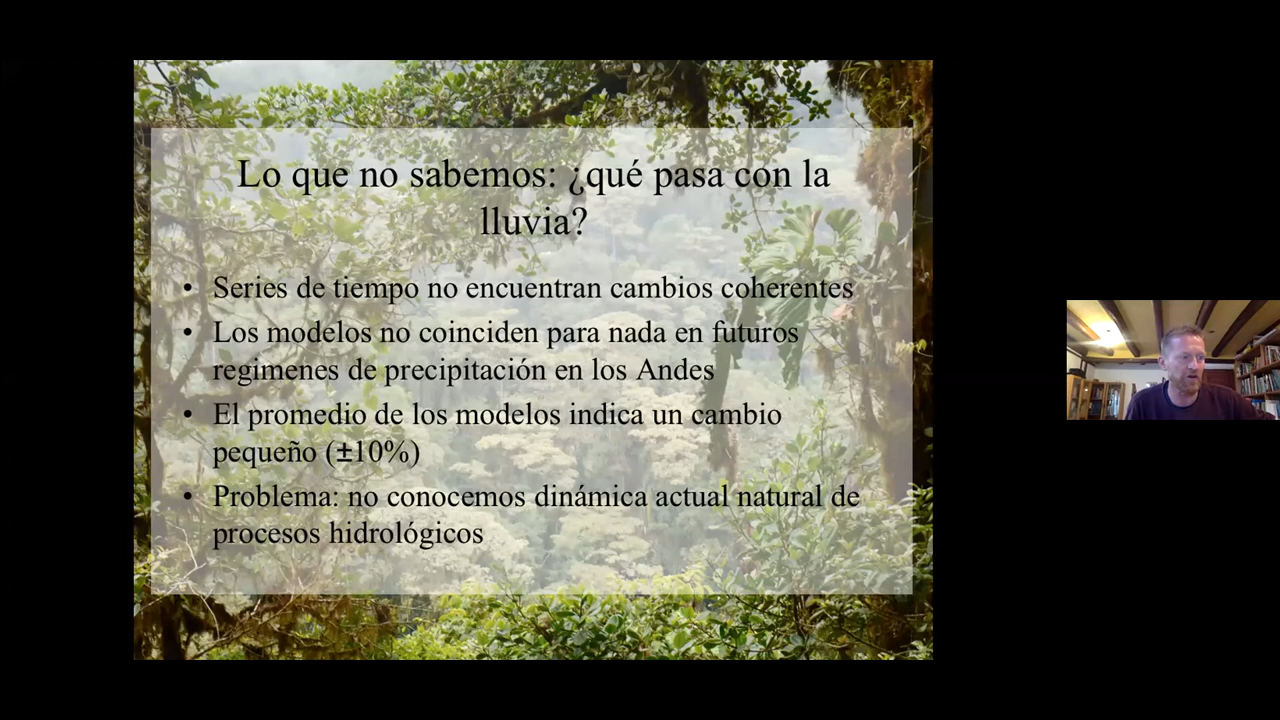 Lo que no sabemos: ¿qué pasa con la
lluvia?
• Series de tiempo no encuentran cambios coherentes
• Los modelos no coinciden para nada en futuros
regimenes de precipitación en los Andes
• El promedio de los modelos indica un cambio
pequeño (±10%)
• Problema: no conocemos dinámica actual natural de
procesos hidrológicos